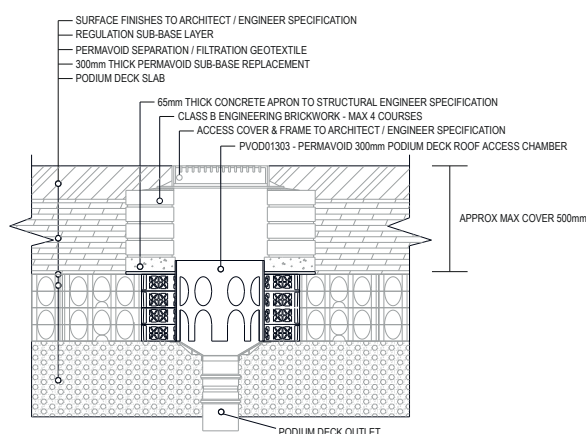 SURFACE FINISHES TO ARCHITECT / ENGINEER SPECIFICATION
REGULATION SUB-BASE LAYER
PERMAVOID SEPARATION / FILTRATION GEOTEXTILE
300mm THICK PERMAVOID SUB-BASE REPLACEMENT
PODIUM DECK SLAB
65mm THICK CONCRETE APRON TO STRUCTURAL ENGINEER SPECIFICATION
CLASS B ENGINEERING BRICKWORK - MAX 4 COURSES
ACCESS COVER & FRAME TO ARCHITECT / ENGINEER SPECIFICATION
PVOD01303 - PERMAVOID 300mm PODIUM DECK ROOF ACCESS CHAMBER
APPROX MAX COVER 500mm
PODIUM DECK OUTLET